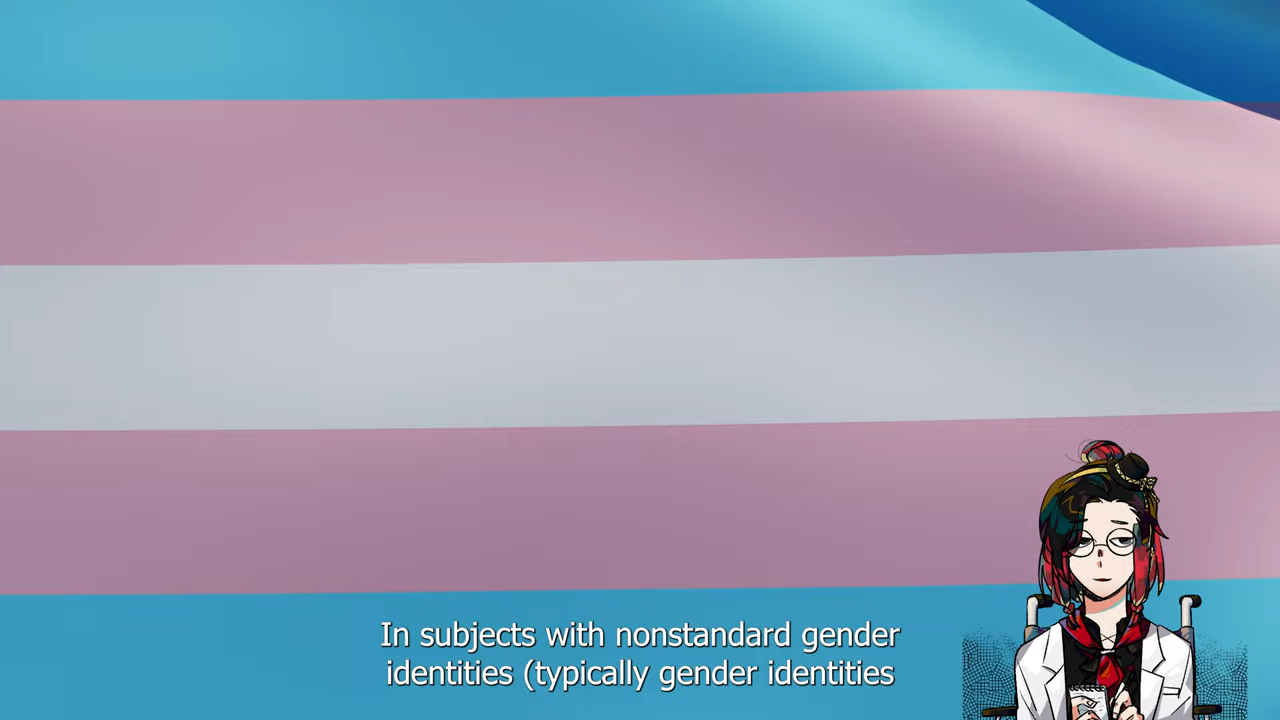 In subjects with nonstandard gender
identities (typically gender identities